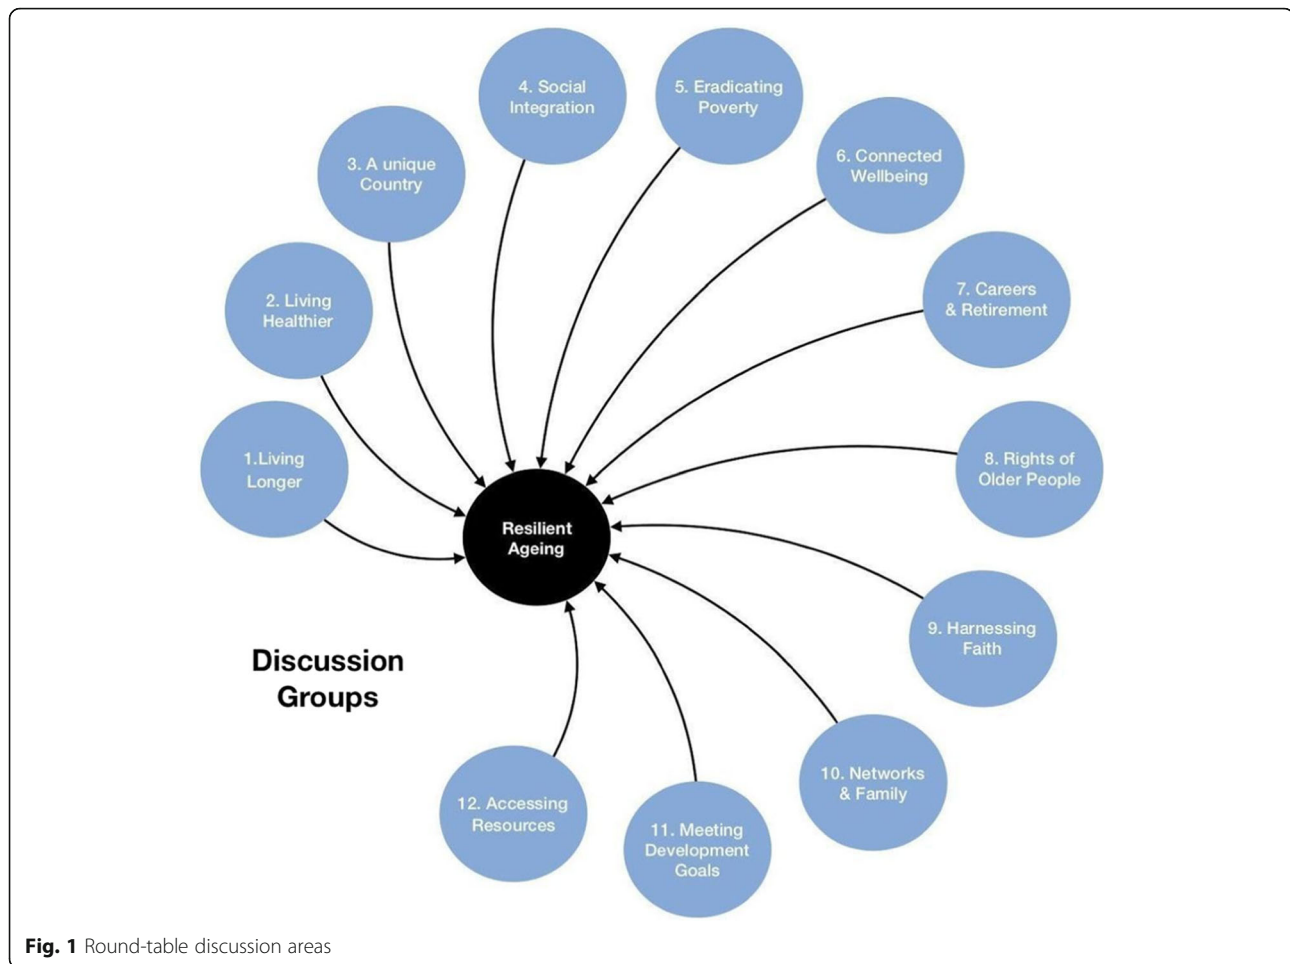 4. Social
Integration
5. Eradicating
Poverty
3. A unique
Country
6. Connected
Wellbeing
2. Living
Healthier
7. Careers
& Retirement
1.Living
Longer
8. Rights of
Older People
Resilient
Ageing
9. Harnessing
Faith
Discussion
Groups
10. Networks
& Family
12. Accessing
Resources
11. Meeting
Development
Goals
Fig. 1 Round-table discussion areas